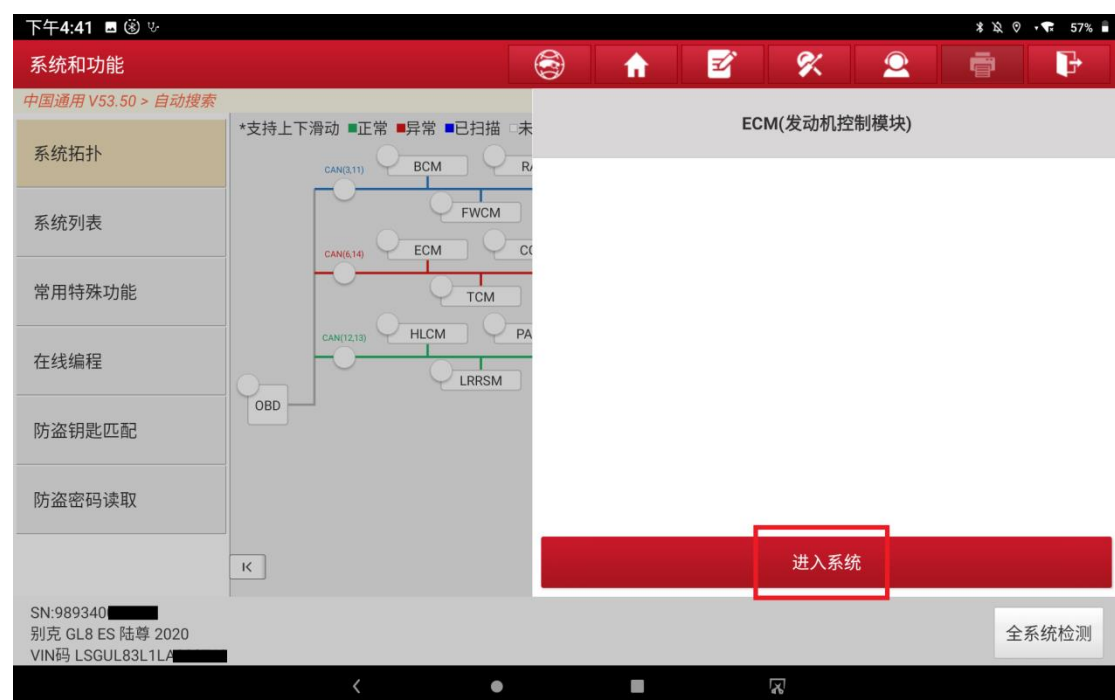 下午4:41
57%
系统和功能
中国通用 V53.50 > 自动搜索
系统拓扑
系统列表
常用特殊功能
在线编程
防盗钥匙匹配
防盗密码读取
*支持上下滑动 ■正常 ■异常 ■已扫描 □未
CAN(3,11)
BCM
RA
FWCM
CAN(6,14)
ECM
CO
TCM
CAN(12,13)
HLCM
PA
LRRSM
OBD
ECM(发动机控制模块)
进入系统
SN:989340
别克 GL8 ES 陆尊 2020
VIN码 LSGUL83L1LA
全系统检测